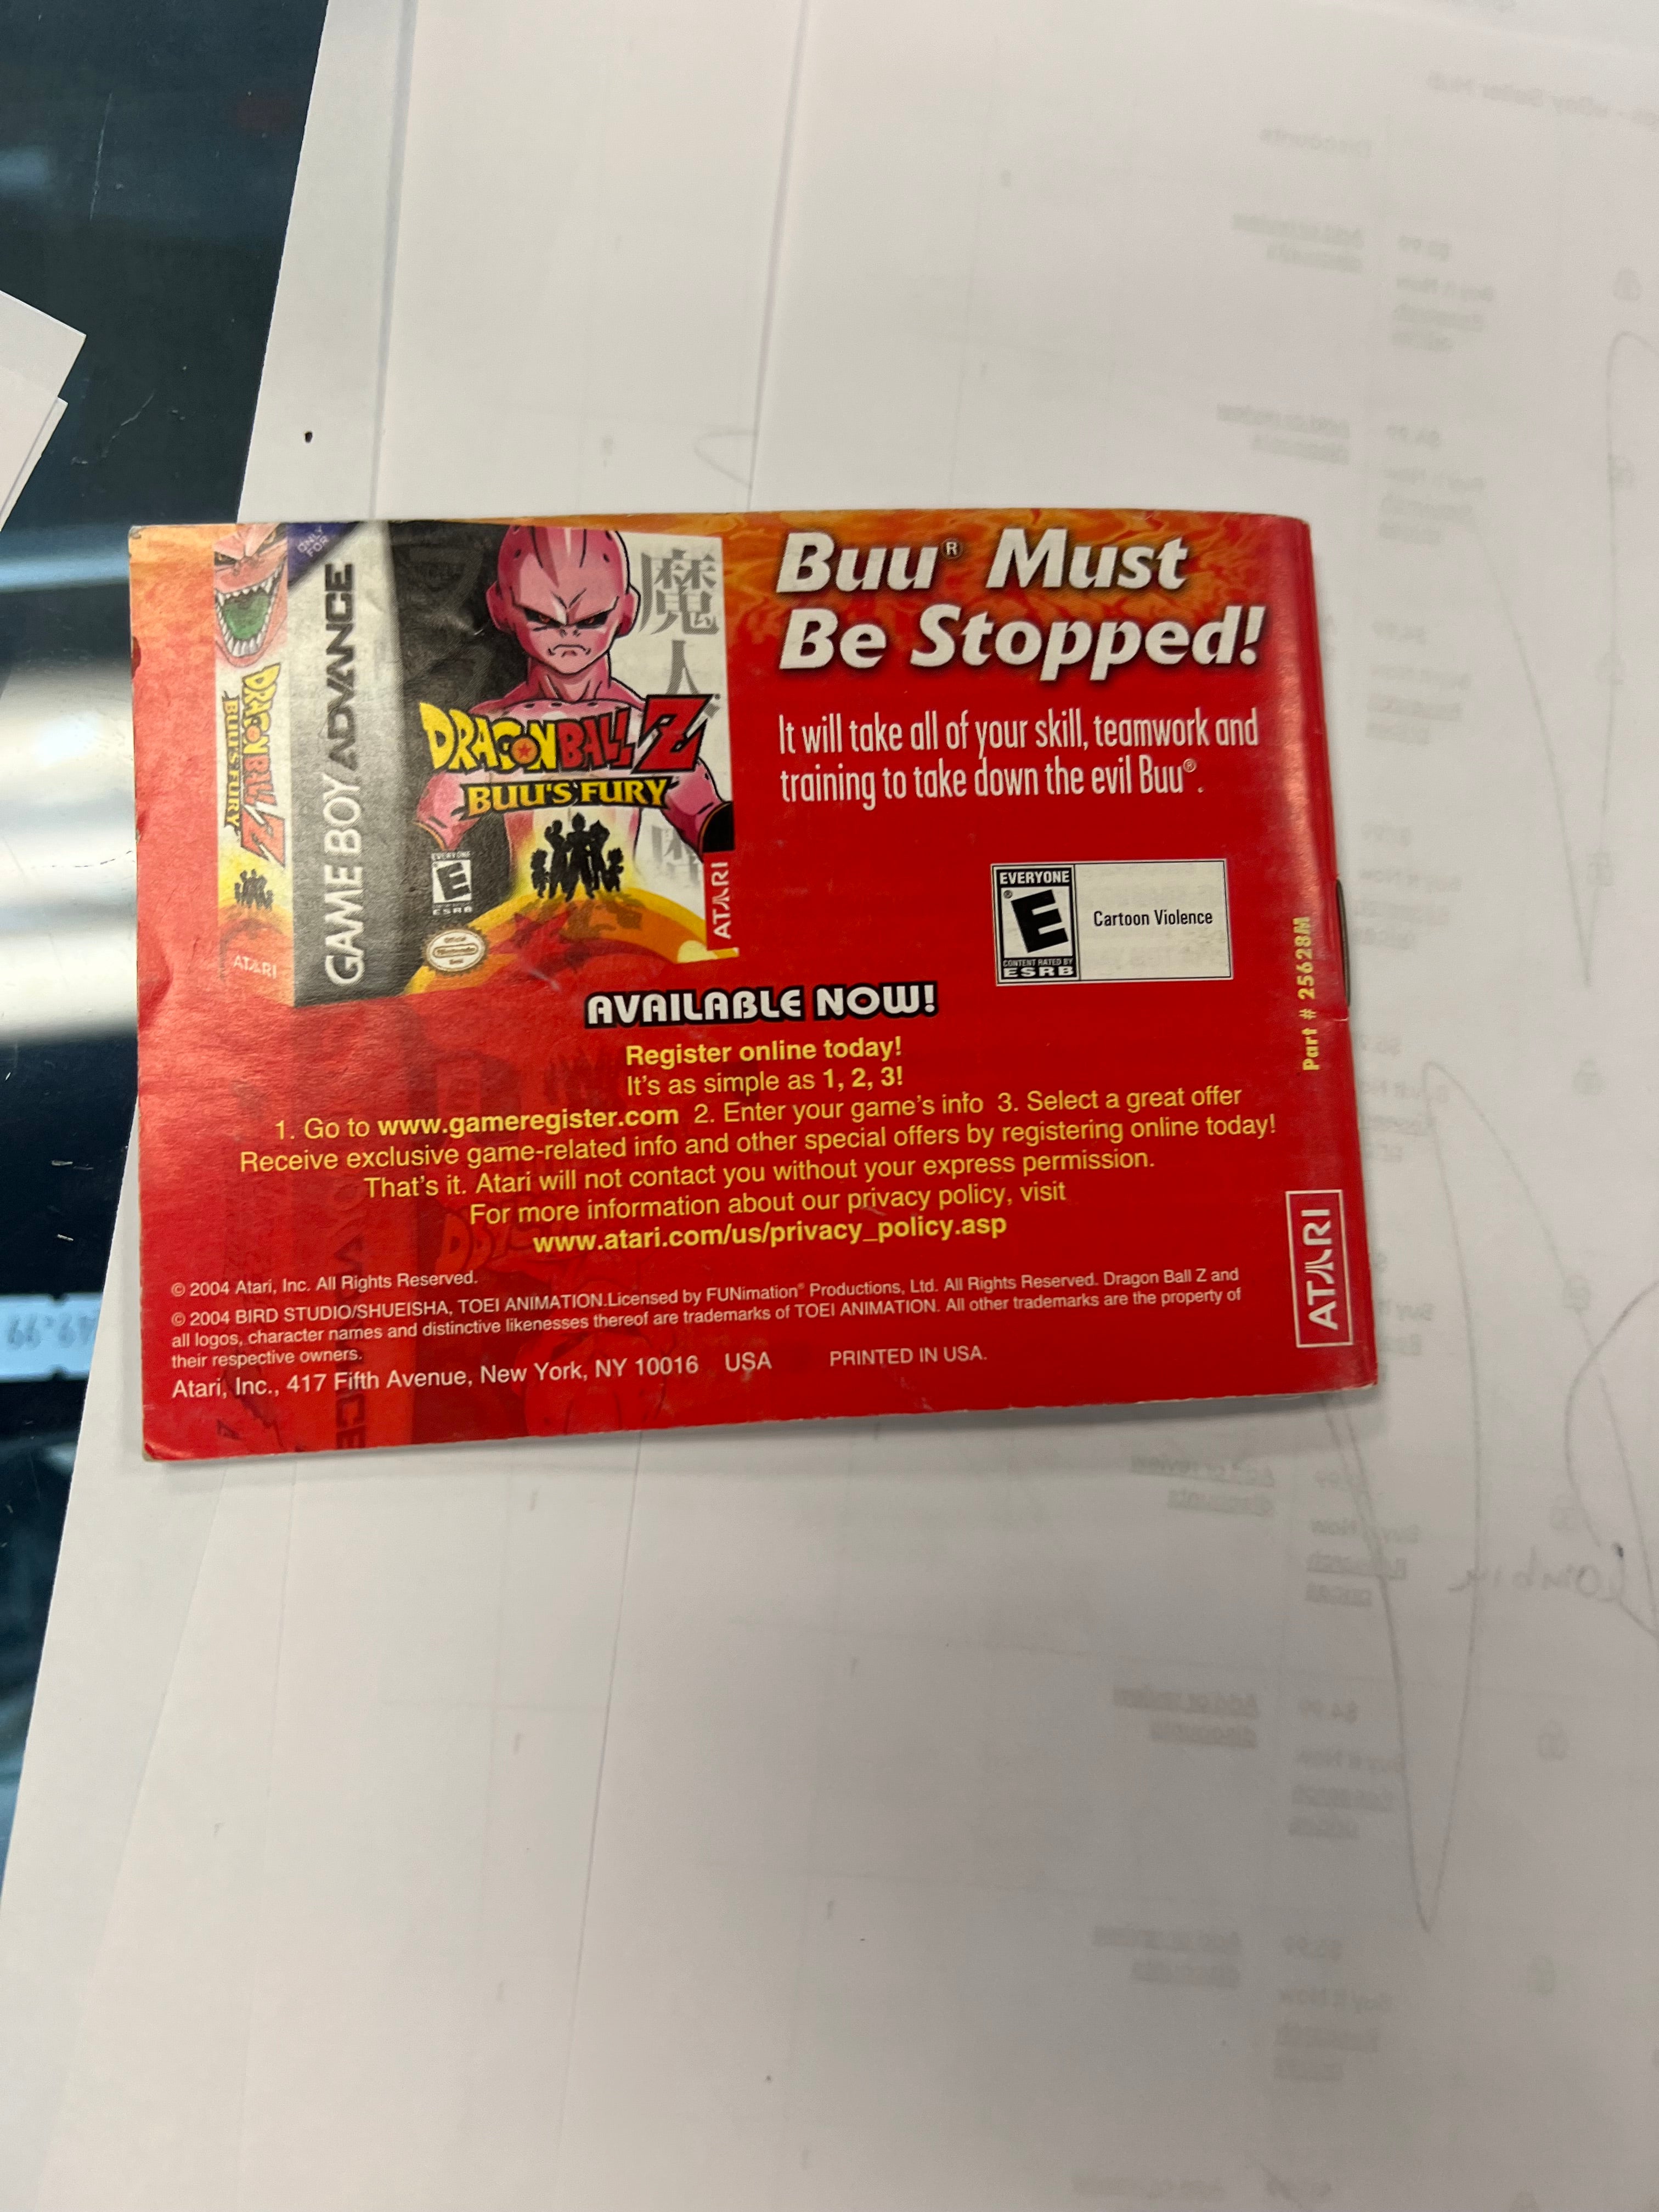 Buu® Must
Be Stopped!
It will take all of your skill, teamwork and
training to take down the evil Buu®.
ONLY
FOR
GAME BOY ADVANCE
DRAGON BALL Z
BUU'S FURY
ATARI
魔
人
DRAGON BALL Z
BUU'S FURY
EVERYONE
E
ESRB
Official
Nintendo
Seal
ATARI
EVERYONE
E®
CONTENT RATED BY
ESRB
Cartoon Violence
Part # 25628M
AVAILABLE NOW!
Register online today!
It's as simple as 1, 2, 3!
1. Go to www.gameregister.com 2. Enter your game's info 3. Select a great offer
Receive exclusive game-related info and other special offers by registering online today!
That's it. Atari will not contact you without your express permission.
For more information about our privacy policy, visit
www.atari.com/us/privacy_policy.asp
ATARI
© 2004 Atari, Inc. All Rights Reserved.
© 2004 BIRD STUDIO/SHUEISHA, TOEI ANIMATION.Licensed by FUNimation® Productions, Ltd. All Rights Reserved. Dragon Ball Z and
all logos, character names and distinctive likenesses thereof are trademarks of TOEI ANIMATION. All other trademarks are the property of
their respective owners.
Atari, Inc., 417 Fifth Avenue, New York, NY 10016 USA PRINTED IN USA.